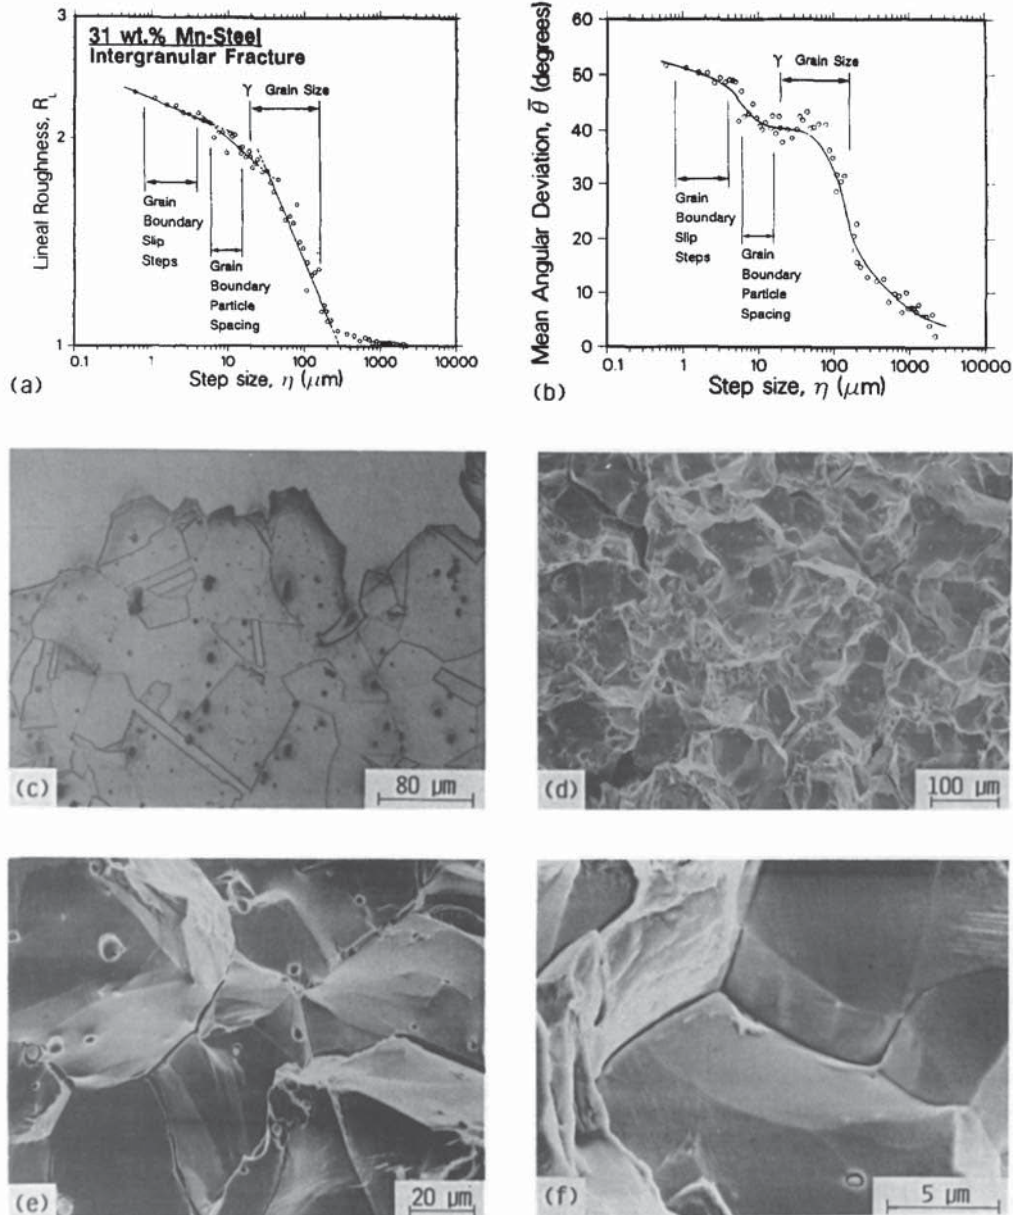 3
31 wt.% Mn-Steel
Intergranular Fracture
γ Grain Size
2
Lineal Roughness, R_L
Grain
Boundary
Slip
Steps
Grain
Boundary
Particle
Spacing
1
0.1 1 10 100 1000 10000
Step size, η (μm)
(a)
60
50
40
30
20
10
0
Mean Angular Deviation, θ̄ (degrees)
γ Grain Size
Grain
Boundary
Slip
Steps
Grain
Boundary
Particle
Spacing
0.1 1 10 100 1000 10000
Step size, η (μm)
(b)
(c)
80 μm
(d)
100 μm
(e)
20 μm
(f)
5 μm